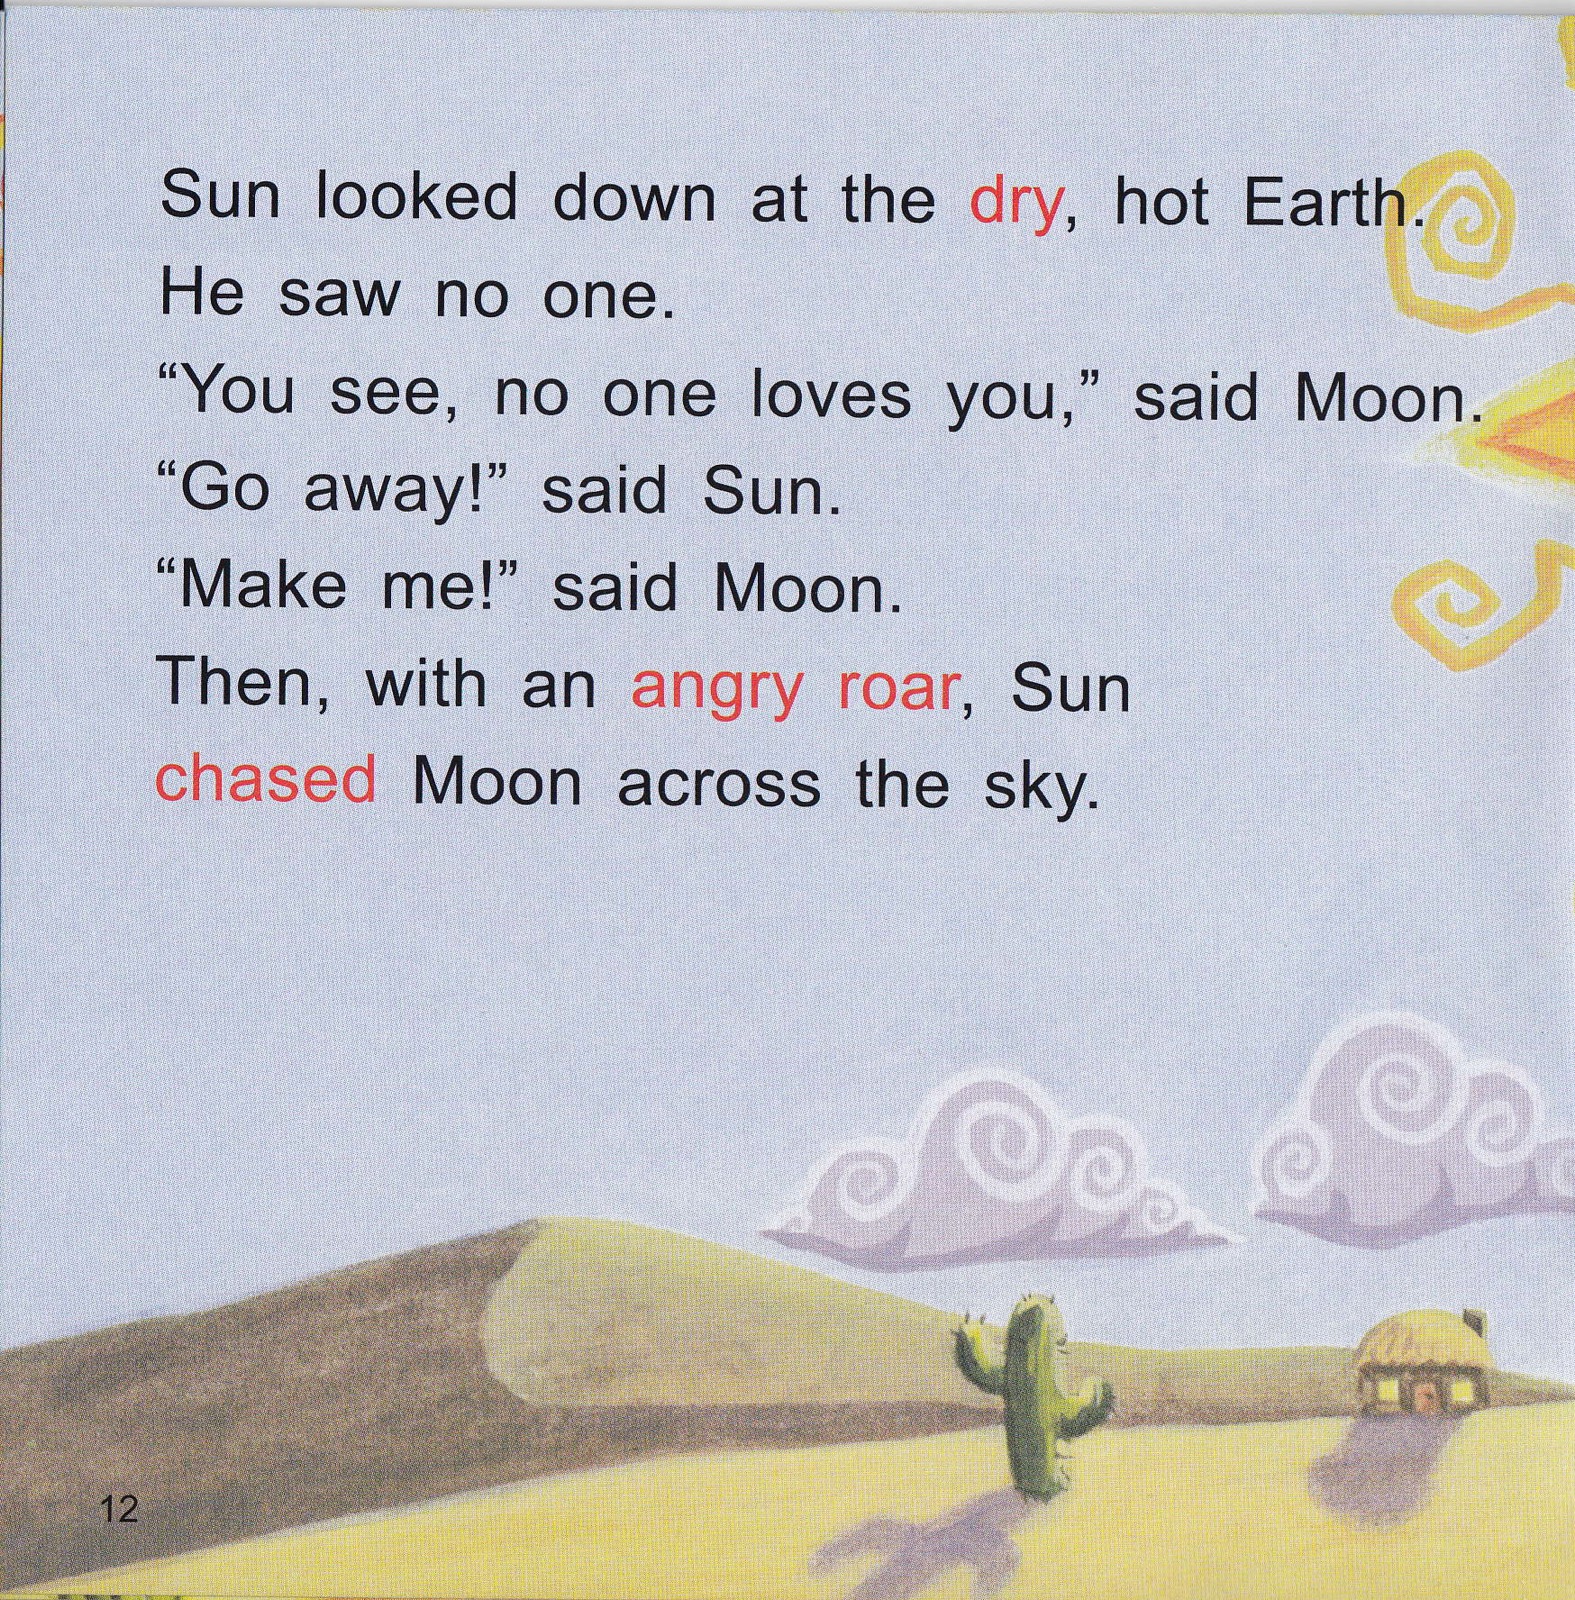 Sun looked down at the dry, hot Earth.
He saw no one.
“You see, no one loves you,” said Moon.
“Go away!” said Sun.
“Make me!” said Moon.
Then, with an angry roar, Sun
chased Moon across the sky.
12